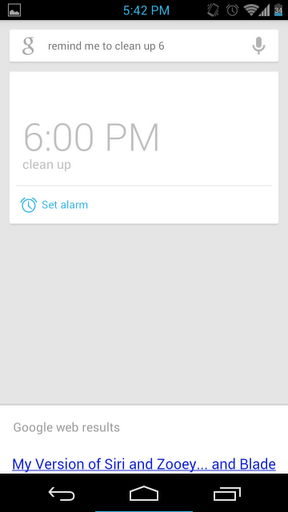 5:42 PM
34
g remind me to clean up 6
6:00 PM
clean up
Set alarm
Google web results
My Version of Siri and Zooey... and Blade